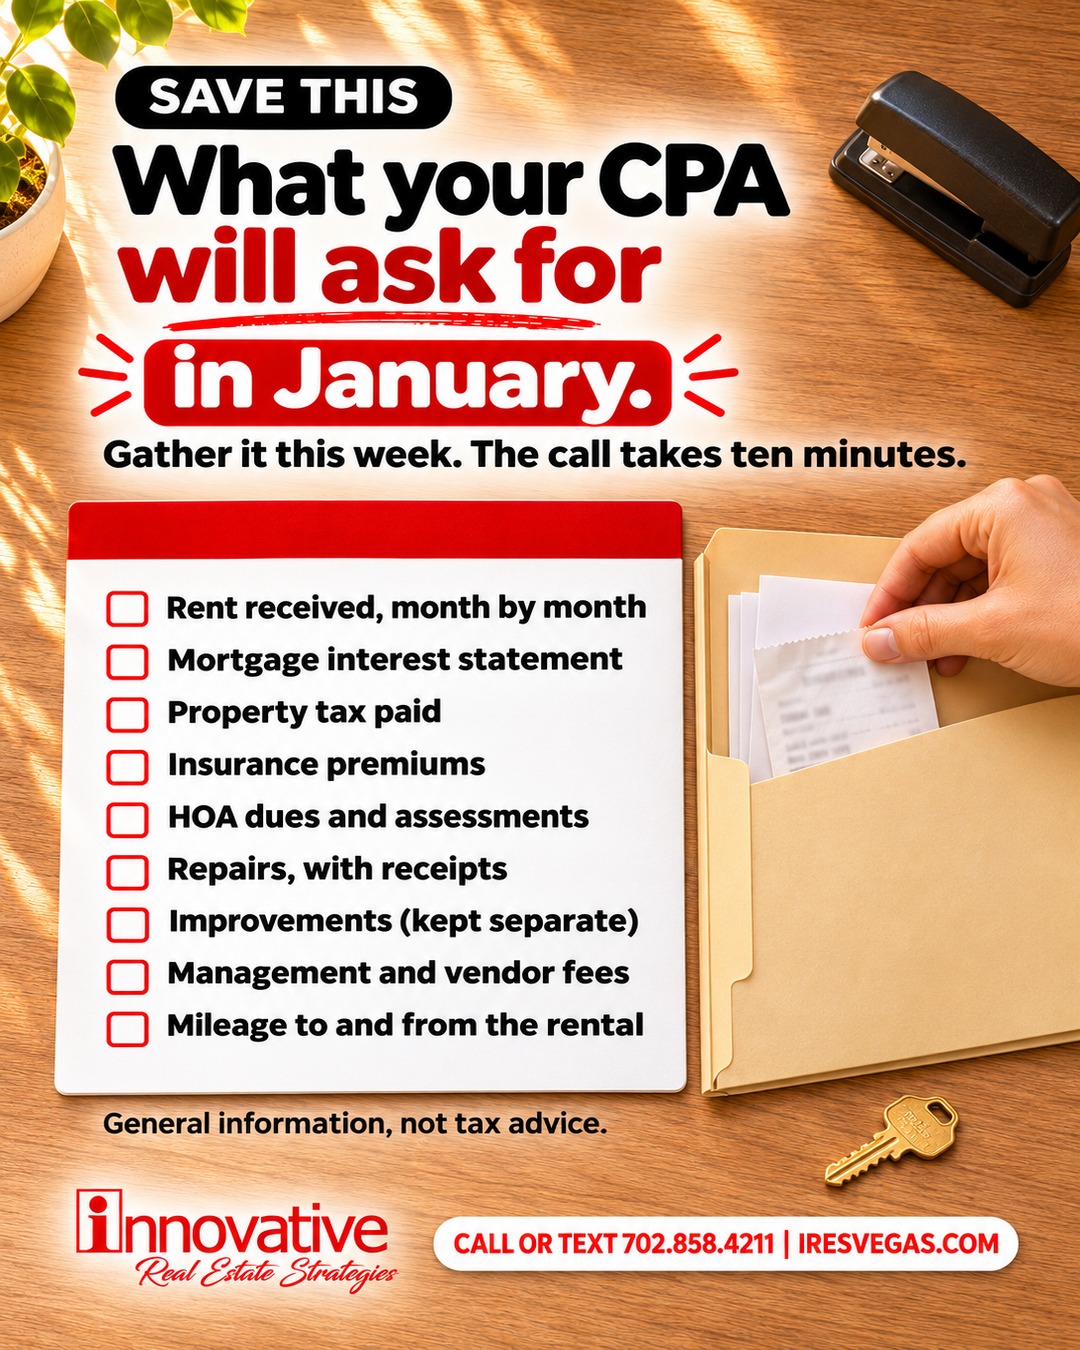 SAVE THIS
What your CPA
will ask for
in January.
Gather it this week. The call takes ten minutes.
Rent received, month by month
Mortgage interest statement
Property tax paid
Insurance premiums
HOA dues and assessments
Repairs, with receipts
Improvements (kept separate)
Management and vendor fees
Mileage to and from the rental
General information, not tax advice.
innovative
Real Estate Strategies
CALL OR TEXT 702.858.4211 | IRESVEGAS.COM